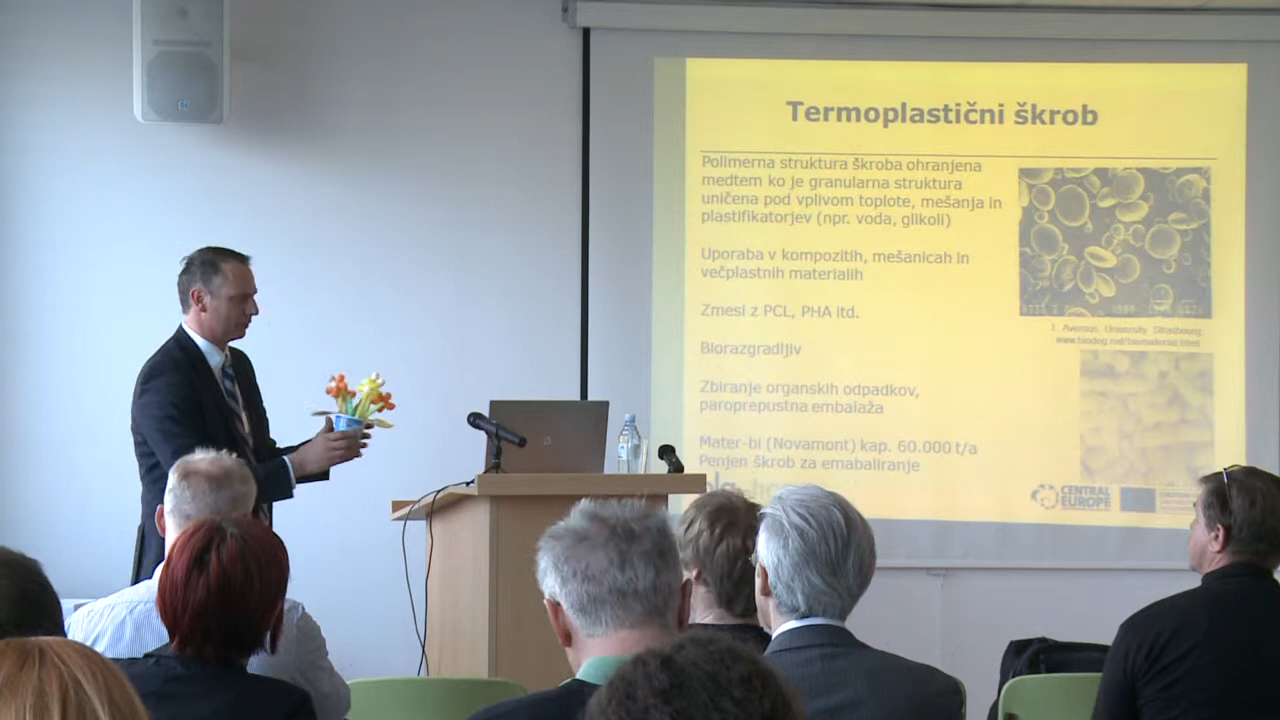 Termoplastični škrob
Polimerna struktura škroba ohranjena
medtem ko je granularna struktura
uničena pod vplivom toplote, mešanja in
plastifikatorjev (npr. voda, glikoli)
Uporaba v kompozitih, mešanicah in
večplastnih materialih
Zmesi z PCL, PHA itd.
Biorazgradljiv
Zbiranje organskih odpadkov,
paroprepustna embalaža
Mater-bi (Novamont) kap. 60.000 t/a
Penjen škrob za emabaliranje
L. Averous, University Strasbourg
CENTRAL
EUROPE